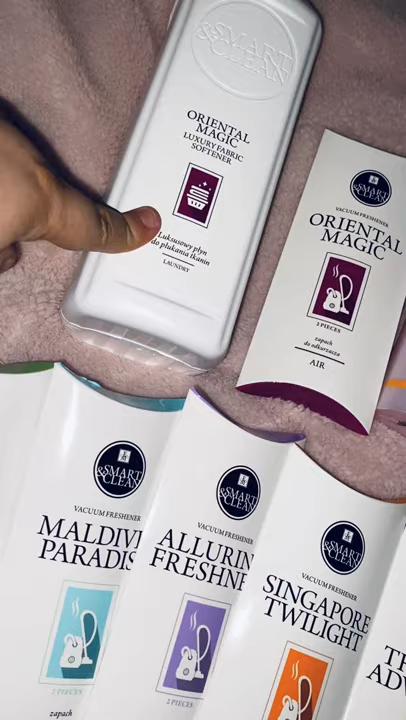 SMART
&CLEAN
ORIENTAL
MAGIC
LUXURY FABRIC
SOFTENER
Luksusowy płyn
do płukania tkanin
LAUNDRY
&SMART
CLEAN
VACUUM FRESHENER
ORIENTAL
MAGIC
2 PIECES
zapach
do odkurzacza
AIR
&SMART
CLEAN
VACUUM FRESHENER
MALDIV
PARADIS
2 PIECES
zapach
&SMART
CLEAN
VACUUM FRESHENER
ALLURIN
FRESHNE
2 PIECES
&SMART
CLEAN
VACUUM FRESHENER
SINGAPORE
TWILIGHT
TH
ADV